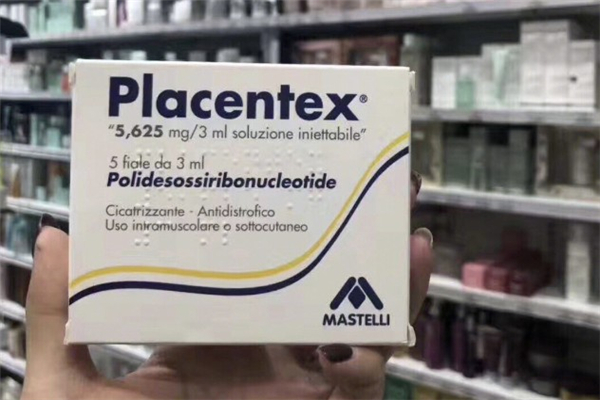 Placentex®
"5,625 mg/3 ml soluzione iniettabile"
5 fiale da 3 ml
Polidesossiribonucleotide
Cicatrizzante - Antidistrofico
Uso intramuscolare o sottocutaneo
MASTELLI